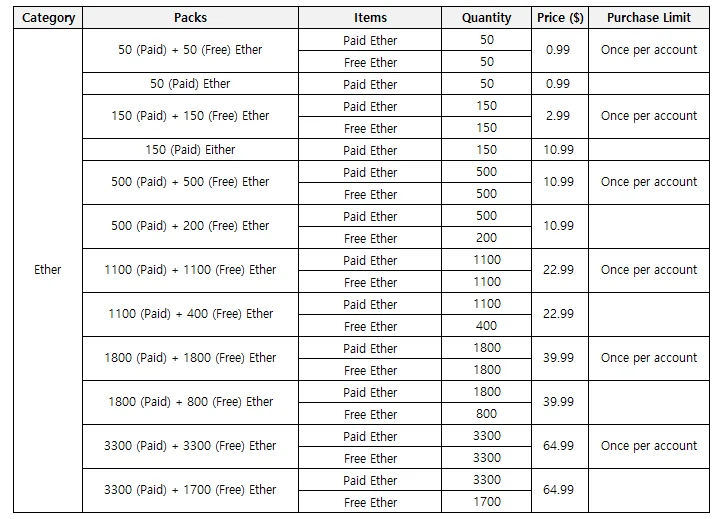 Category Packs Items Quantity Price ($) Purchase Limit
Ether
50 (Paid) + 50 (Free) Ether Paid Ether 50 0.99 Once per account
Free Ether 50
50 (Paid) Ether Paid Ether 50 0.99
150 (Paid) + 150 (Free) Ether Paid Ether 150 2.99 Once per account
Free Ether 150
150 (Paid) Either Paid Ether 150 10.99
500 (Paid) + 500 (Free) Ether Paid Ether 500 10.99 Once per account
Free Ether 500
500 (Paid) + 200 (Free) Ether Paid Ether 500 10.99
Free Ether 200
1100 (Paid) + 1100 (Free) Ether Paid Ether 1100 22.99 Once per account
Free Ether 1100
1100 (Paid) + 400 (Free) Ether Paid Ether 1100 22.99
Free Ether 400
1800 (Paid) + 1800 (Free) Ether Paid Ether 1800 39.99 Once per account
Free Ether 1800
1800 (Paid) + 800 (Free) Ether Paid Ether 1800 39.99
Free Ether 800
3300 (Paid) + 3300 (Free) Ether Paid Ether 3300 64.99 Once per account
Free Ether 3300
3300 (Paid) + 1700 (Free) Ether Paid Ether 3300 64.99
Free Ether 1700